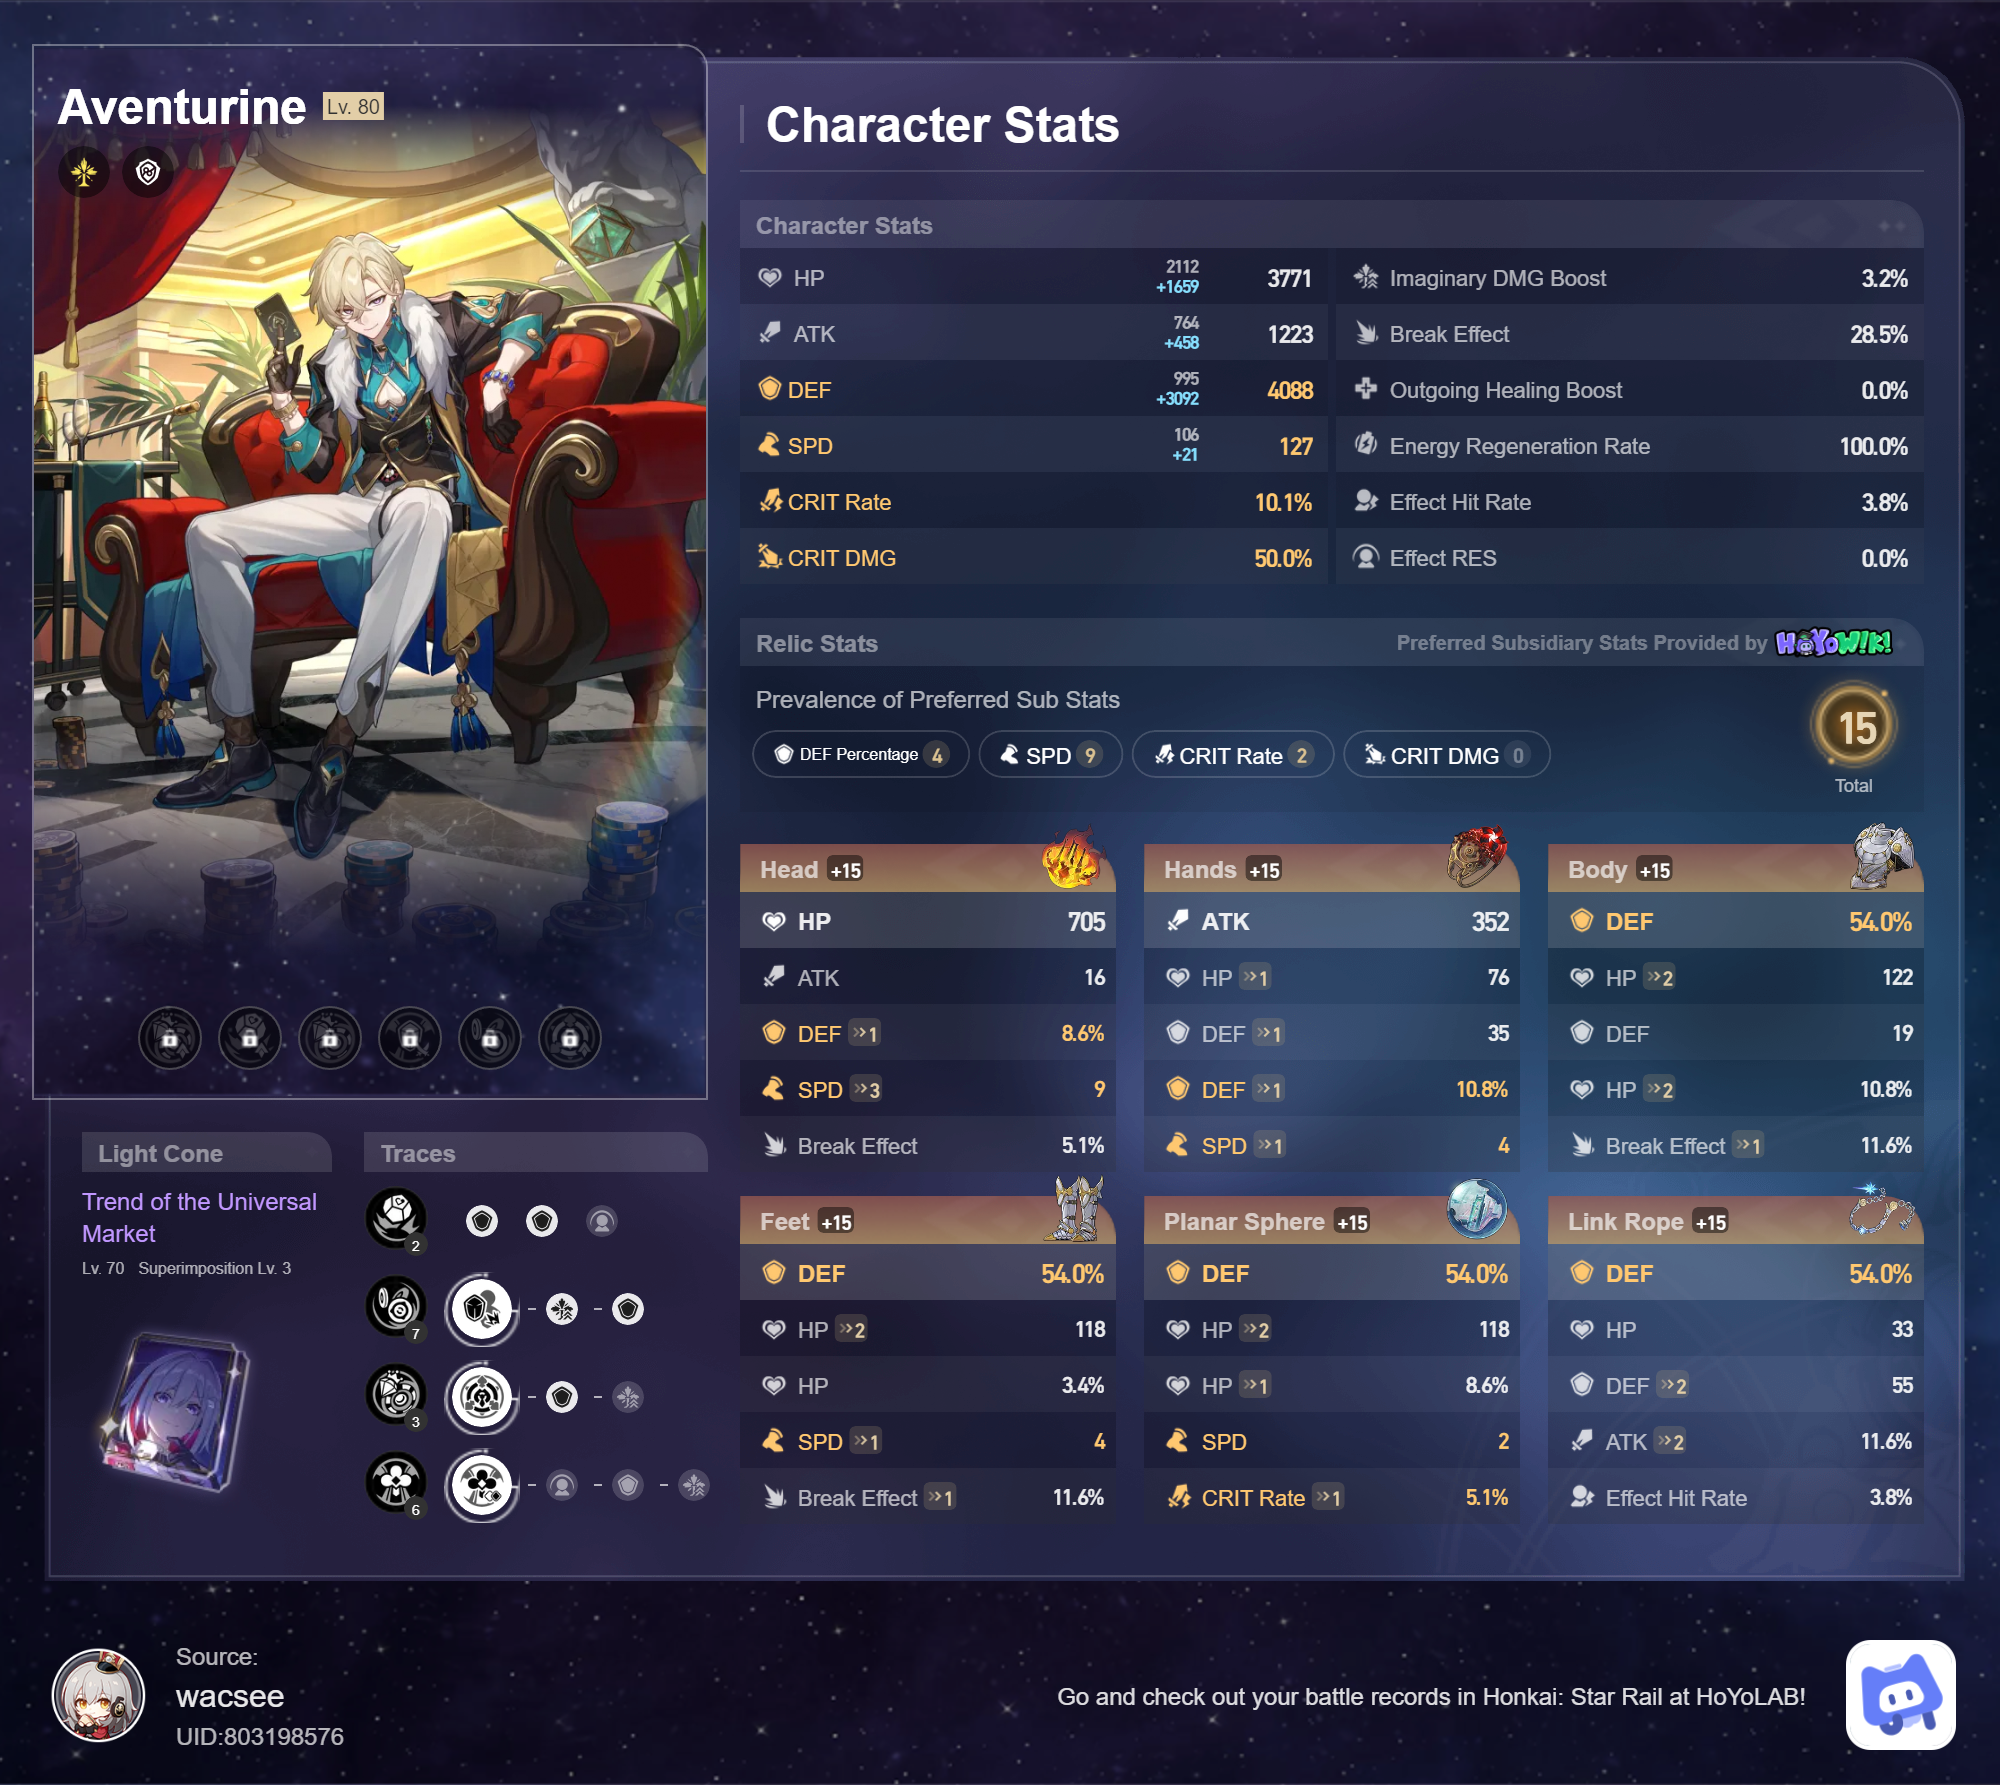 Aventurine Lv. 80
Character Stats
Character Stats
HP 2112 +1659 3771
ATK 764 +458 1223
DEF 995 +3092 4088
SPD 106 +21 127
CRIT Rate 10.1%
CRIT DMG 50.0%
Imaginary DMG Boost 3.2%
Break Effect 28.5%
Outgoing Healing Boost 0.0%
Energy Regeneration Rate 100.0%
Effect Hit Rate 3.8%
Effect RES 0.0%
Relic Stats
Preferred Subsidiary Stats Provided by HoYoWiki!
Prevalence of Preferred Sub Stats
DEF Percentage 4 SPD 9 CRIT Rate 2 CRIT DMG 0
15
Total
Head +15
HP 705
ATK 16
DEF 1 8.6%
SPD 3 9
Break Effect 5.1%
Hands +15
ATK 352
HP 1 76
DEF 1 35
DEF 1 10.8%
SPD 1 4
Body +15
DEF 54.0%
HP 2 122
DEF 19
HP 2 10.8%
Break Effect 1 11.6%
Feet +15
DEF 54.0%
HP 2 118
HP 3.4%
SPD 1 4
Break Effect 1 11.6%
Planar Sphere +15
DEF 54.0%
HP 2 118
HP 1 8.6%
SPD 2
CRIT Rate 1 5.1%
Link Rope +15
DEF 54.0%
HP 33
DEF 2 55
ATK 2 11.6%
Effect Hit Rate 3.8%
Light Cone
Trend of the Universal
Market
Lv. 70 Superimposition Lv. 3
Traces
2
7
3
6
Source:
wacsee
UID:803198576
Go and check out your battle records in Honkai: Star Rail at HoYoLAB!